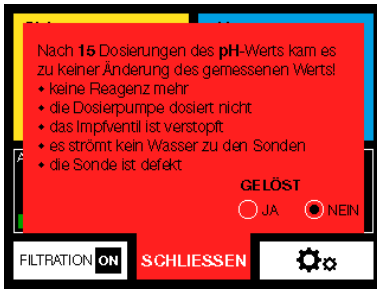 Nach 15 Dosierungen des pH-Werts kam es
zu keiner Änderung des gemessenen Werts!
• keine Reagenz mehr
• die Dosierpumpe dosiert nicht
• das Impfventil ist verstopft
• es strömt kein Wasser zu den Sonden
• die Sonde ist defekt
GELÖST
JA NEIN
FILTRATION ON SCHLIESSEN